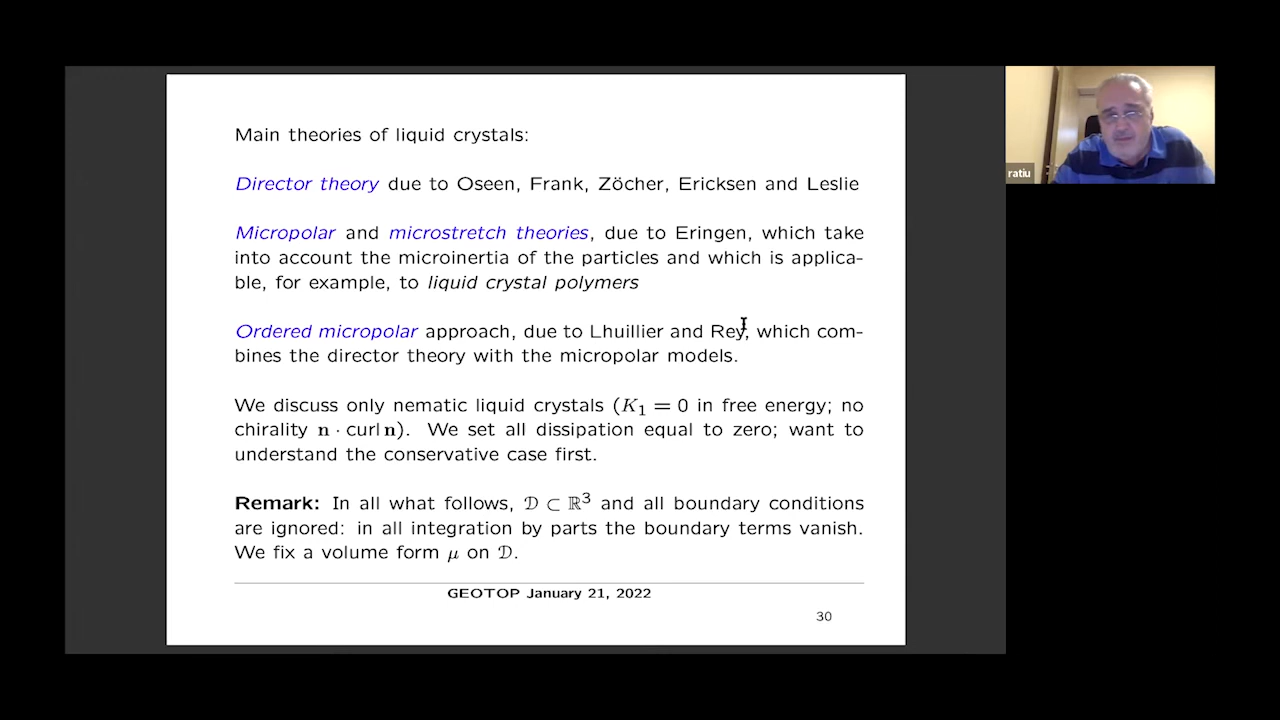 Main theories of liquid crystals:
Director theory due to Oseen, Frank, Zöcher, Ericksen and Leslie
Micropolar and microstretch theories, due to Eringen, which take
into account the microinertia of the particles and which is applica-
ble, for example, to liquid crystal polymers
Ordered micropolar approach, due to Lhuillier and Rey, which com-
bines the director theory with the micropolar models.
We discuss only nematic liquid crystals (K₁ = 0 in free energy; no
chirality n · curl n). We set all dissipation equal to zero; want to
understand the conservative case first.
Remark: In all what follows, 𝒟 ⊂ ℝ³ and all boundary conditions
are ignored: in all integration by parts the boundary terms vanish.
We fix a volume form μ on 𝒟.
GEOTOP January 21, 2022
30
ratiu